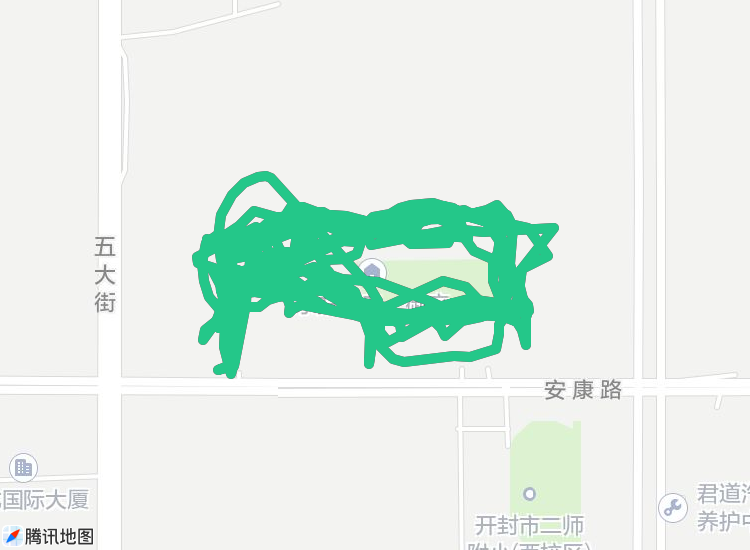 五大街
安康路
国际大厦
开封市二师
附小(西校区)
君道汽
养护中
腾讯地图